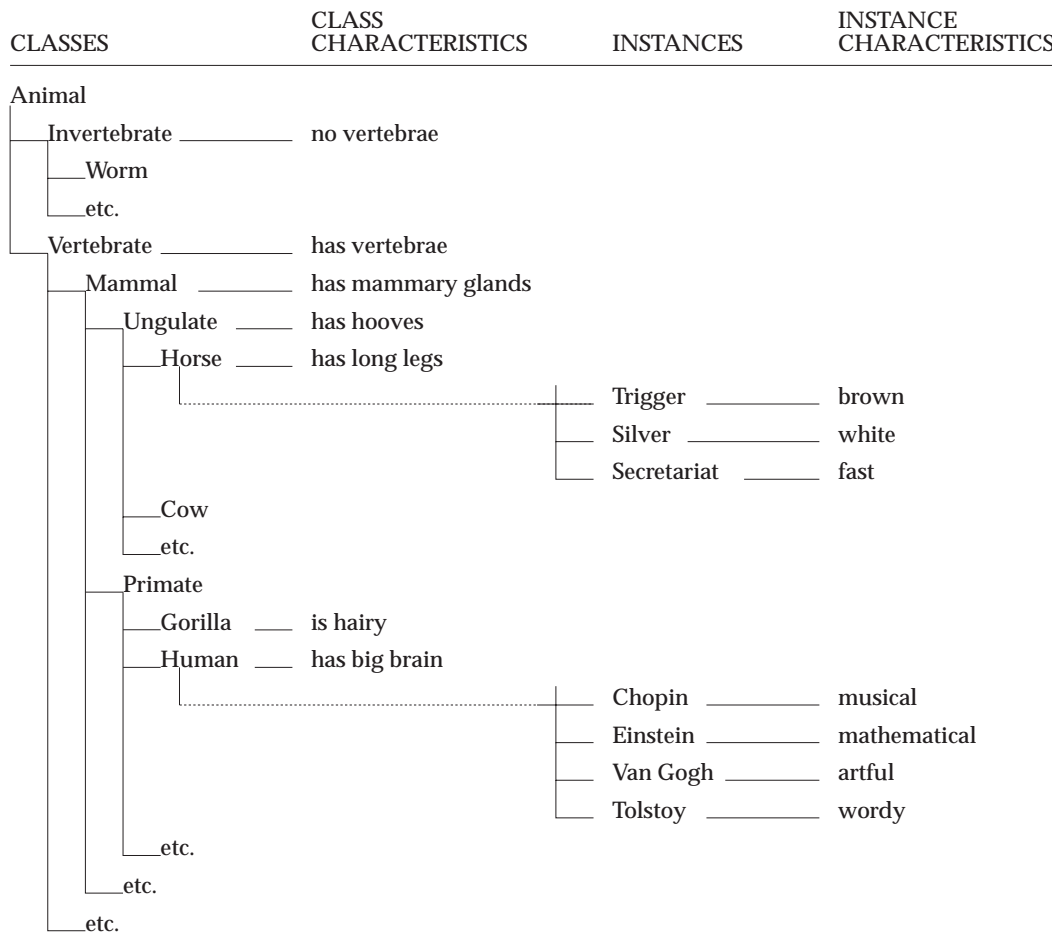 CLASSES CLASS CHARACTERISTICS INSTANCES INSTANCE CHARACTERISTICS
Animal
Invertebrate no vertebrae
Worm
etc.
Vertebrate has vertebrae
Mammal has mammary glands
Ungulate has hooves
Horse has long legs
Trigger brown
Silver white
Secretariat fast
Cow
etc.
Primate
Gorilla is hairy
Human has big brain
Chopin musical
Einstein mathematical
Van Gogh artful
Tolstoy wordy
etc.
etc.
etc.